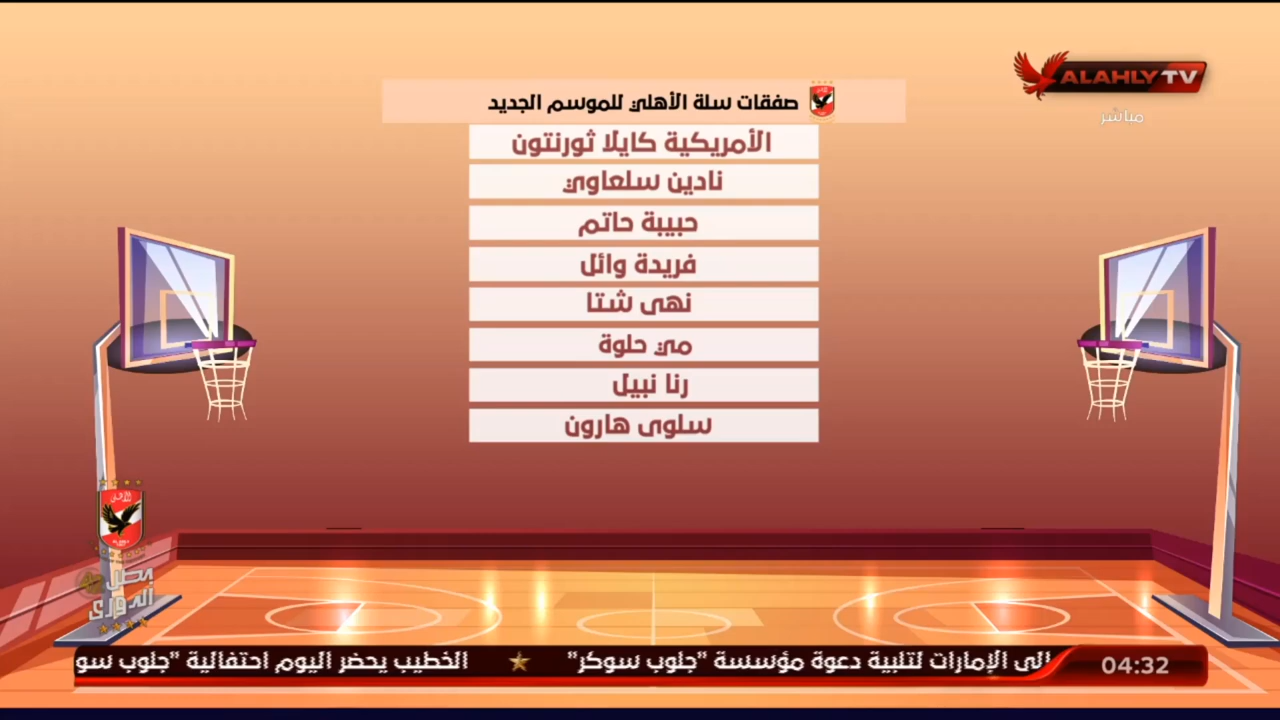 ALAHLY TV
مباشر
صفقات سلة الأهلي للموسم الجديد
الأمريكية كايلا ثورنتون
نادين سلعاوي
حبيبة حاتم
فريدة وائل
نهى شتا
مي حلوة
رنا نبيل
سلوى هارون
بطل الدوري
الى الإمارات لتلبية دعوة مؤسسة "جلوب سوكر" ★ الخطيب يحضر اليوم احتفالية "جلوب سو
04:32